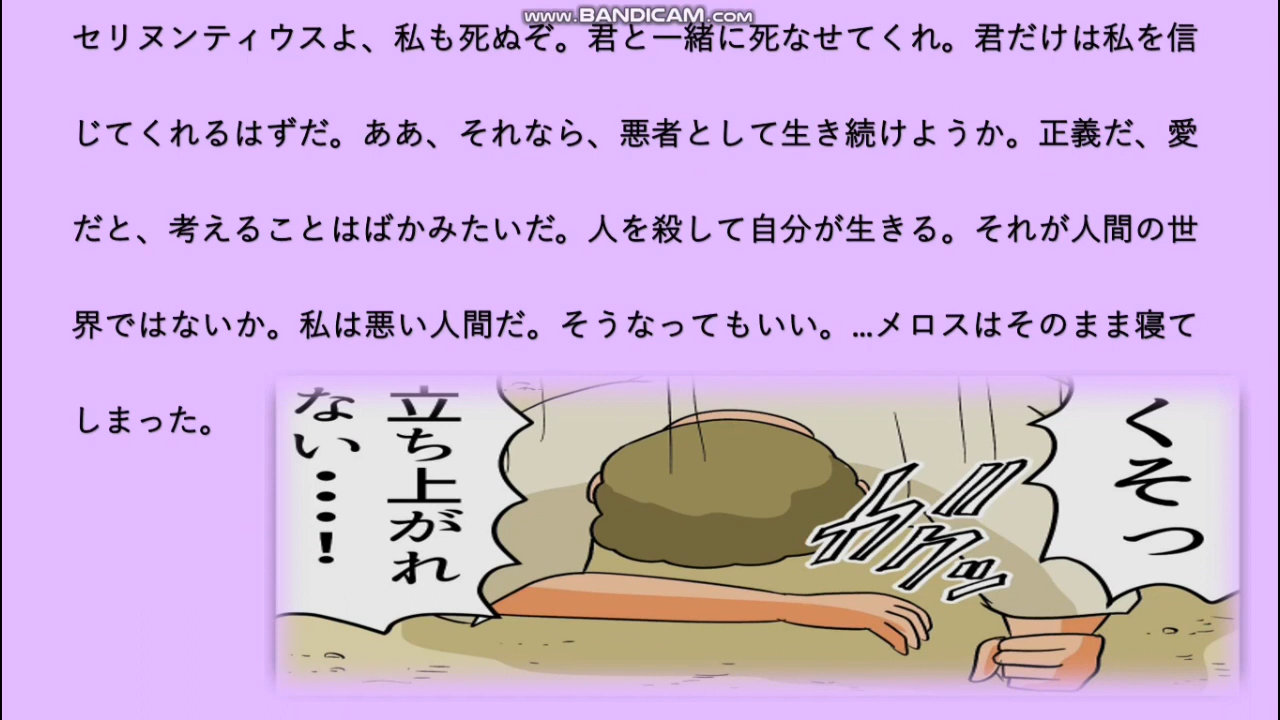 www.BANDICAM.com
セリヌンティウスよ、私も死ぬぞ。君と一緒に死なせてくれ。君だけは私を信
じてくれるはずだ。ああ、それなら、悪者として生き続けようか。正義だ、愛
だと、考えることはばかみたいだ。人を殺して自分が生きる。それが人間の世
界ではないか。私は悪い人間だ。そうなってもいい。…メロスはそのまま寝て
しまった。
くそっ
ガクッ
立ち上がれ
ない……!